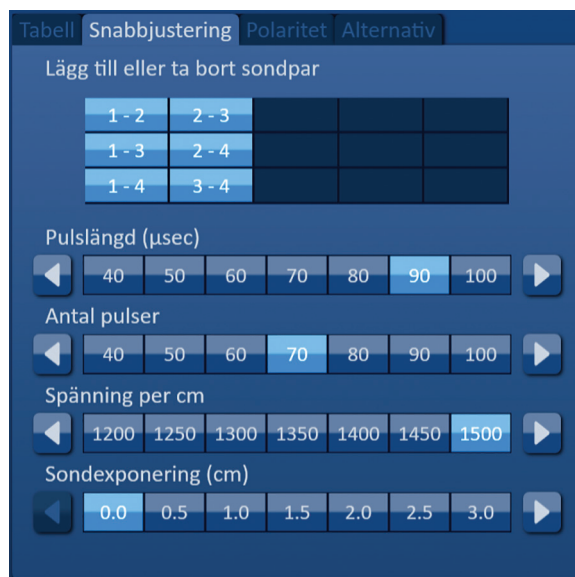 Tabell Snabbjustering Polaritet Alternativ
Lägg till eller ta bort sondpar
1 - 2 2 - 3
1 - 3 2 - 4
1 - 4 3 - 4
Pulslängd (µsec)
40 50 60 70 80 90 100
Antal pulser
40 50 60 70 80 90 100
Spänning per cm
1200 1250 1300 1350 1400 1450 1500
Sondexponering (cm)
0.0 0.5 1.0 1.5 2.0 2.5 3.0